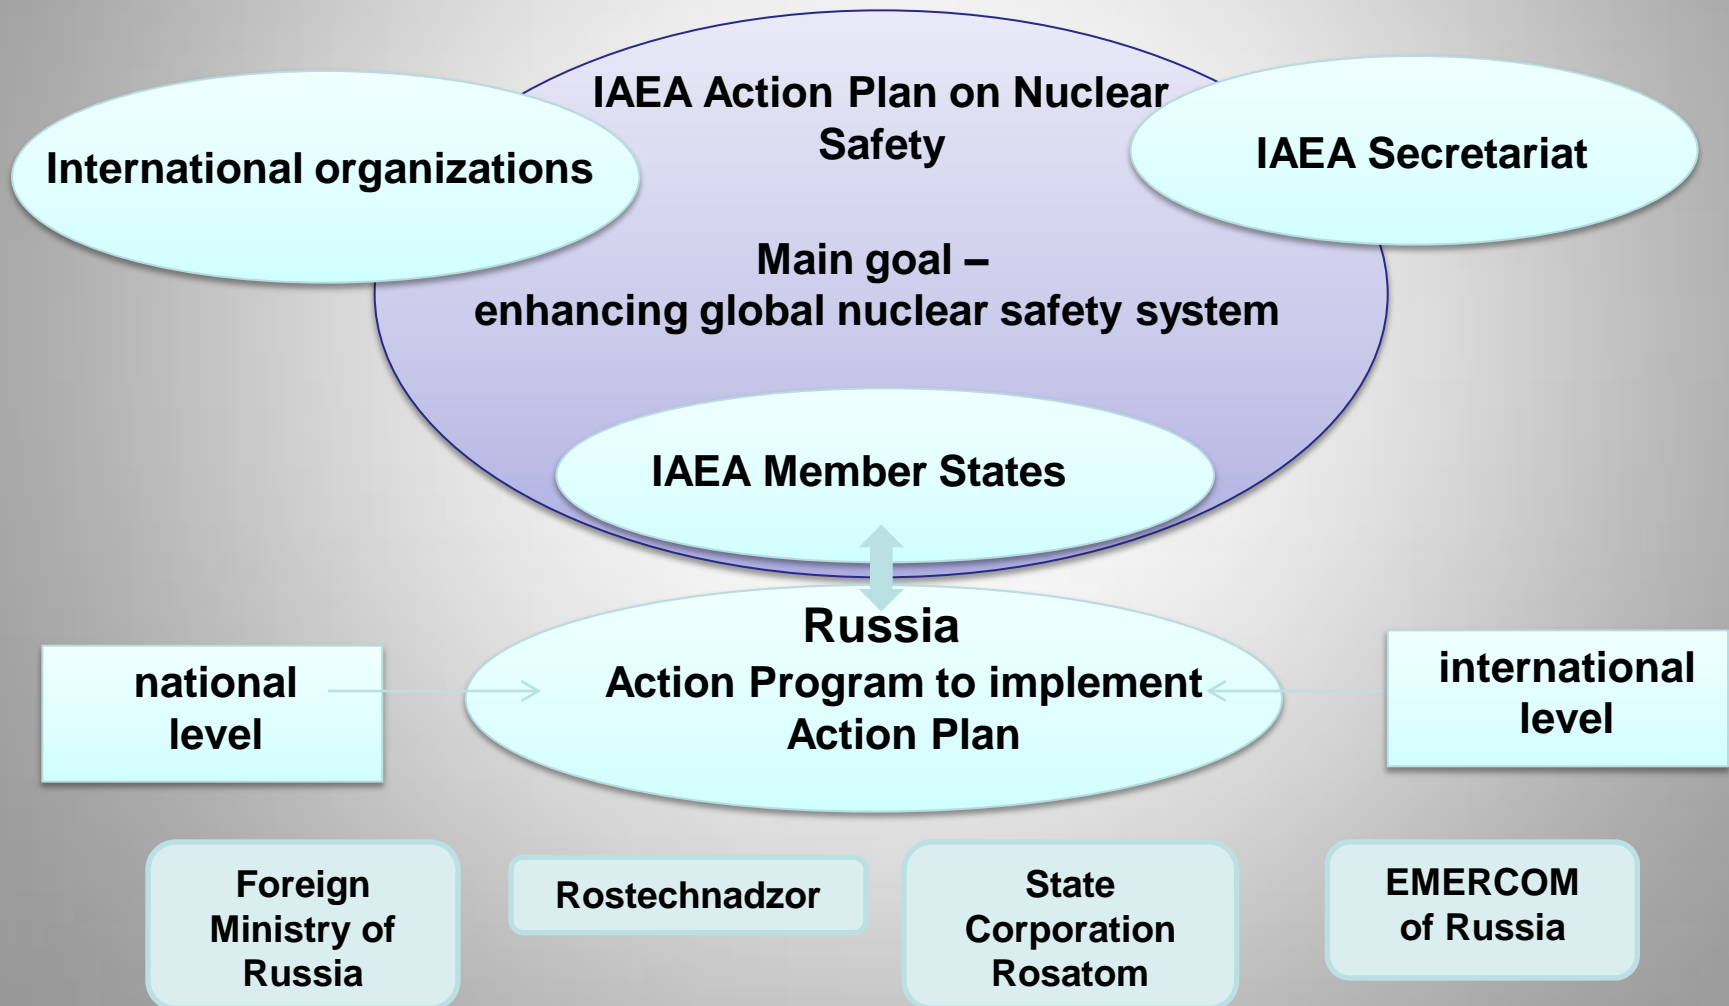 IAEA Action Plan on Nuclear
Safety
International organizations
IAEA Secretariat
Main goal –
enhancing global nuclear safety system
IAEA Member States
Russia
Action Program to implement
Action Plan
national
level
international
level
Foreign
Ministry of
Russia
Rostechnadzor
State
Corporation
Rosatom
EMERCOM
of Russia